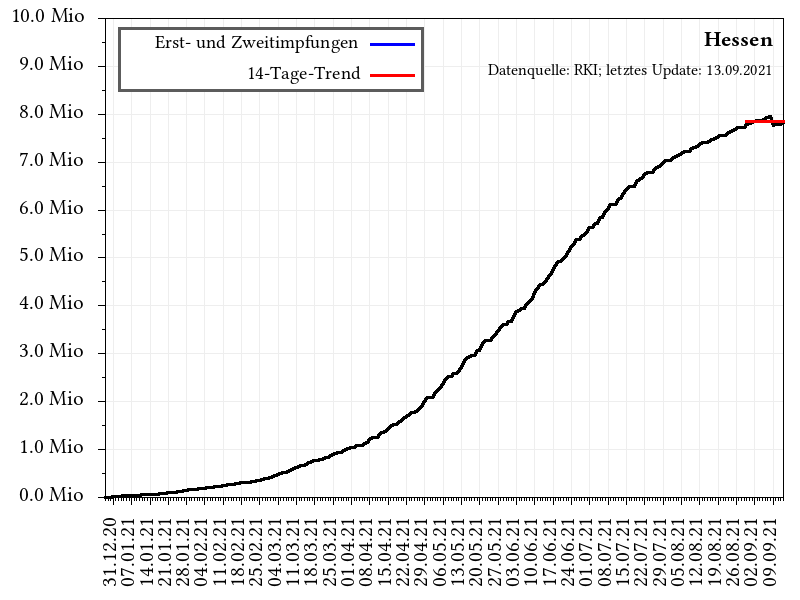 10.0 Mio
9.0 Mio
8.0 Mio
7.0 Mio
6.0 Mio
5.0 Mio
4.0 Mio
3.0 Mio
2.0 Mio
1.0 Mio
0.0 Mio
Erst- und Zweitimpfungen
14-Tage-Trend
Hessen
Datenquelle: RKI; letztes Update: 13.09.2021
31.12.20
07.01.21
14.01.21
21.01.21
28.01.21
04.02.21
11.02.21
18.02.21
25.02.21
04.03.21
11.03.21
18.03.21
25.03.21
01.04.21
08.04.21
15.04.21
22.04.21
29.04.21
06.05.21
13.05.21
20.05.21
27.05.21
03.06.21
10.06.21
17.06.21
24.06.21
01.07.21
08.07.21
15.07.21
22.07.21
29.07.21
05.08.21
12.08.21
19.08.21
26.08.21
02.09.21
09.09.21